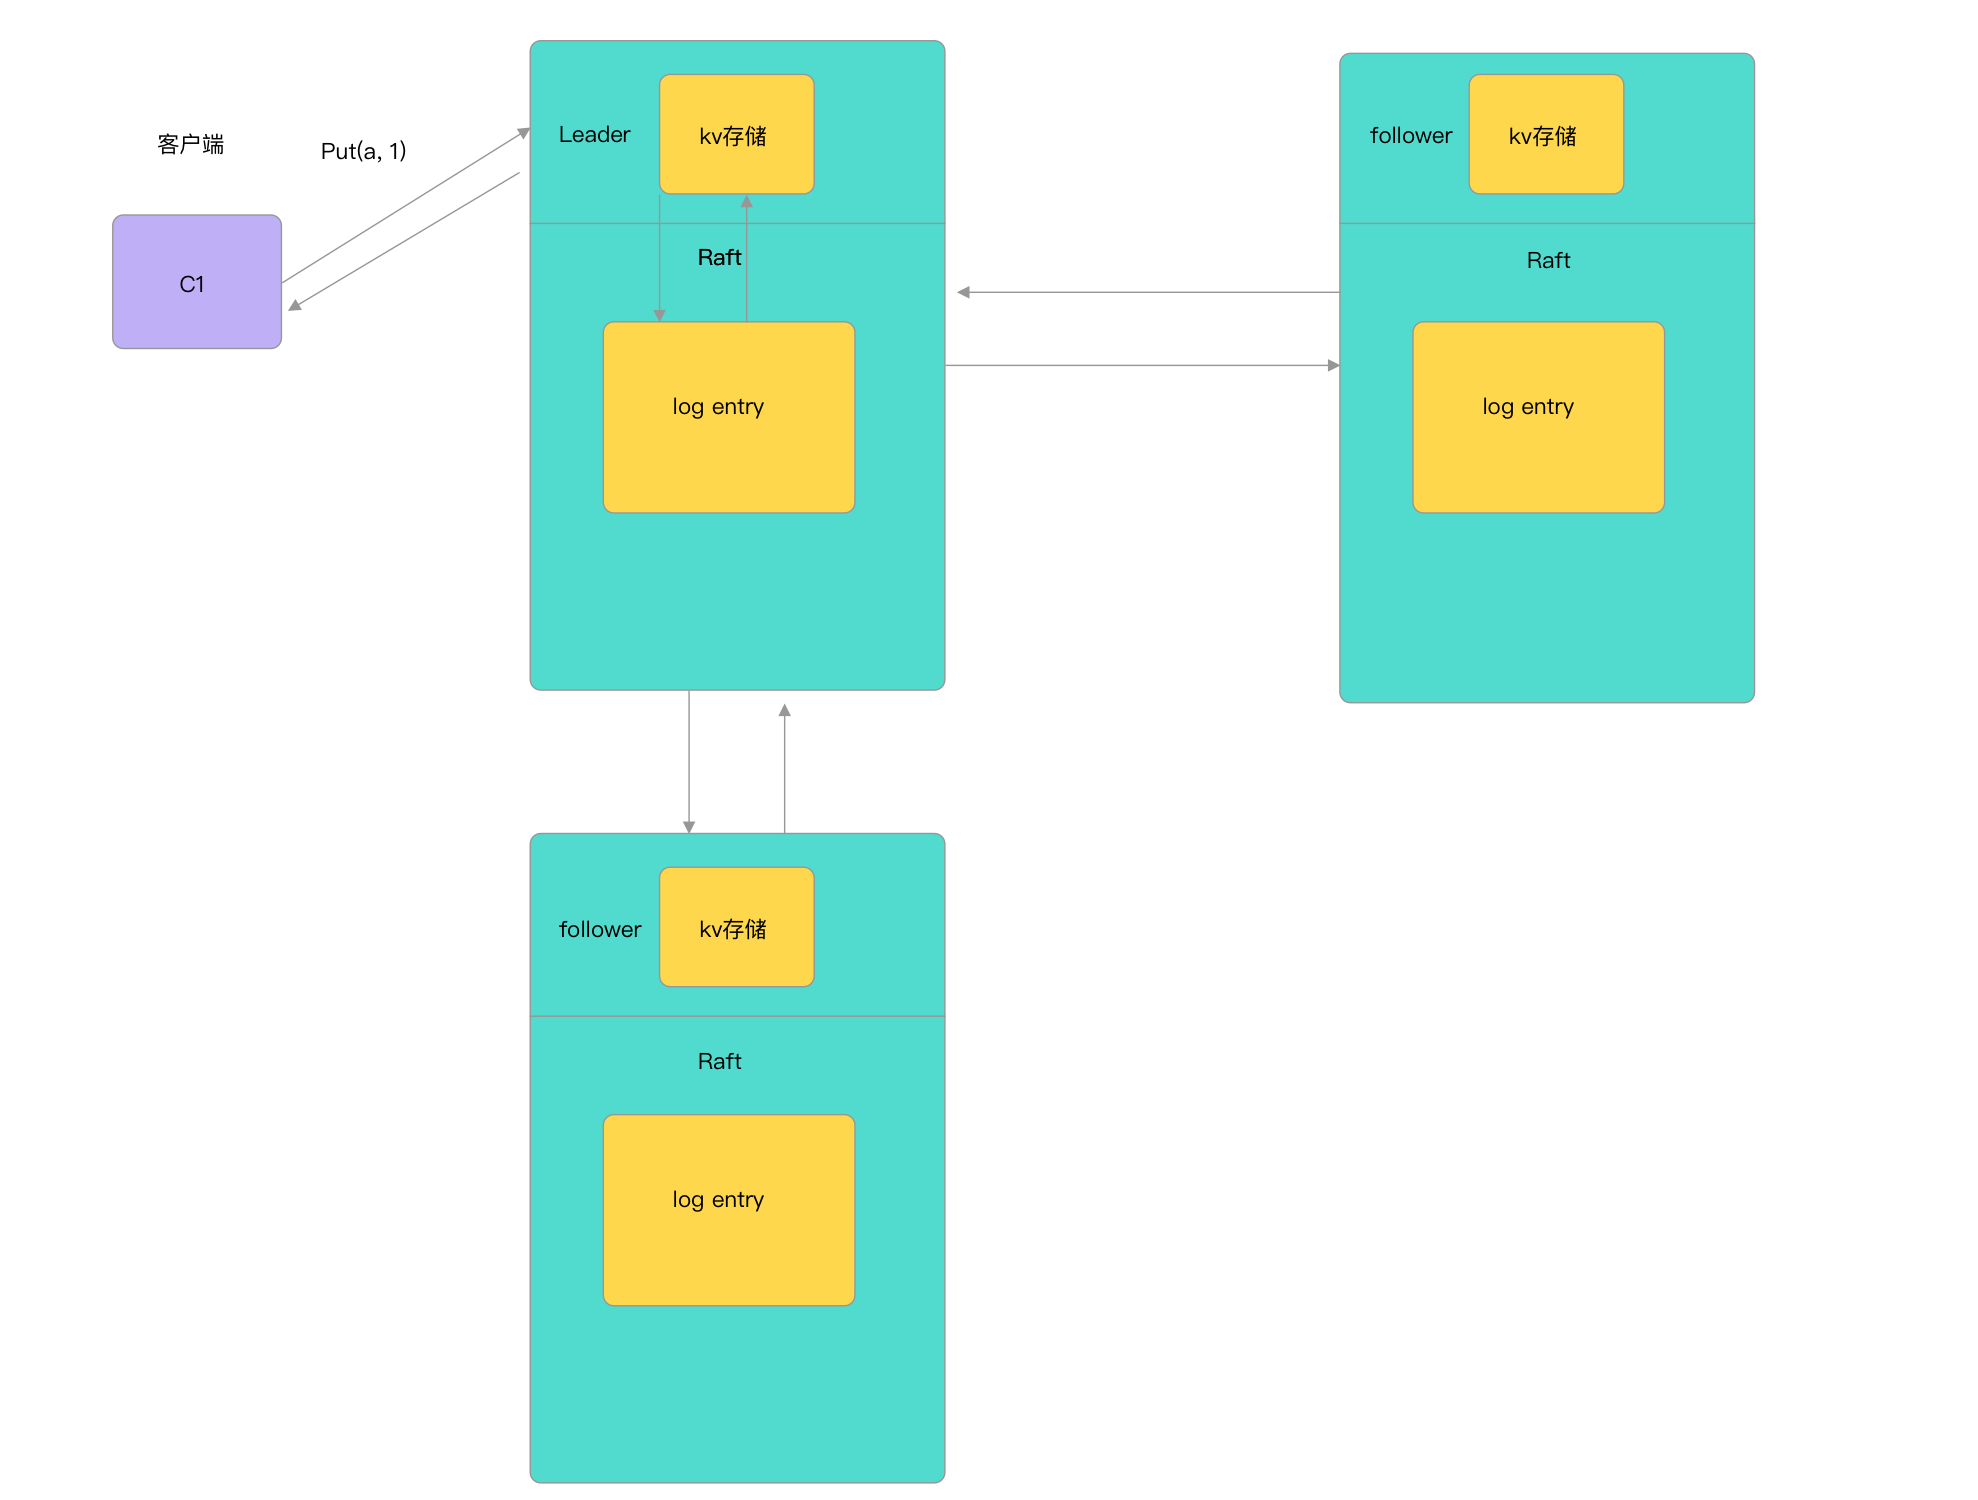 客户端
Put(a, 1)
C1
Leader
kv存储
Raft
log entry
follower
kv存储
Raft
log entry
follower
kv存储
Raft
log entry